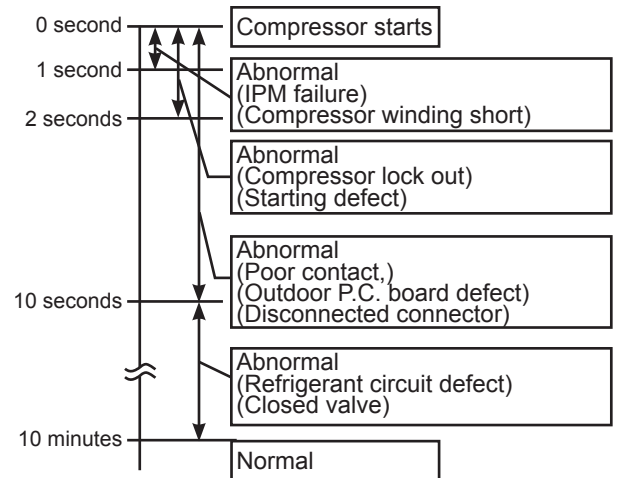 0 second
Compressor starts
1 second
Abnormal
(IPM failure)
(Compressor winding short)
2 seconds
Abnormal
(Compressor lock out)
(Starting defect)
Abnormal
(Poor contact,)
(Outdoor P.C. board defect)
(Disconnected connector)
10 seconds
Abnormal
(Refrigerant circuit defect)
(Closed valve)
10 minutes
Normal